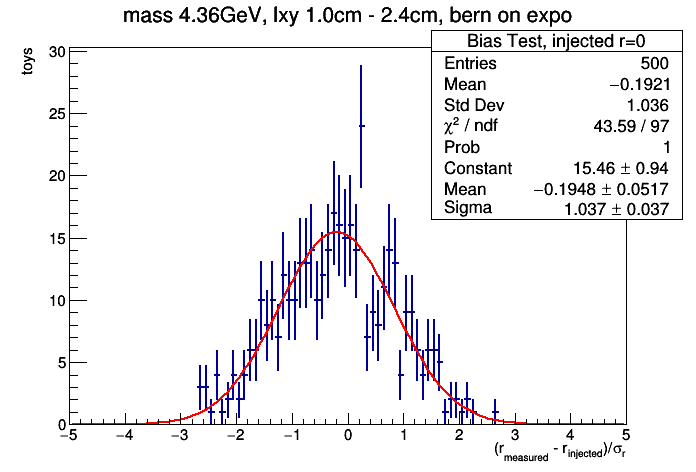 mass 4.36GeV, lxy 1.0cm - 2.4cm, bern on expo
Bias Test, injected r=0
Entries 500
Mean −0.1921
Std Dev 1.036
χ² / ndf 43.59 / 97
Prob 1
Constant 15.46 ± 0.94
Mean −0.1948 ± 0.0517
Sigma 1.037 ± 0.037
toys
30
25
20
15
10
5
0
−5 −4 −3 −2 −1 0 1 2 3 4 5
(r_measured - r_injected)/σ_r